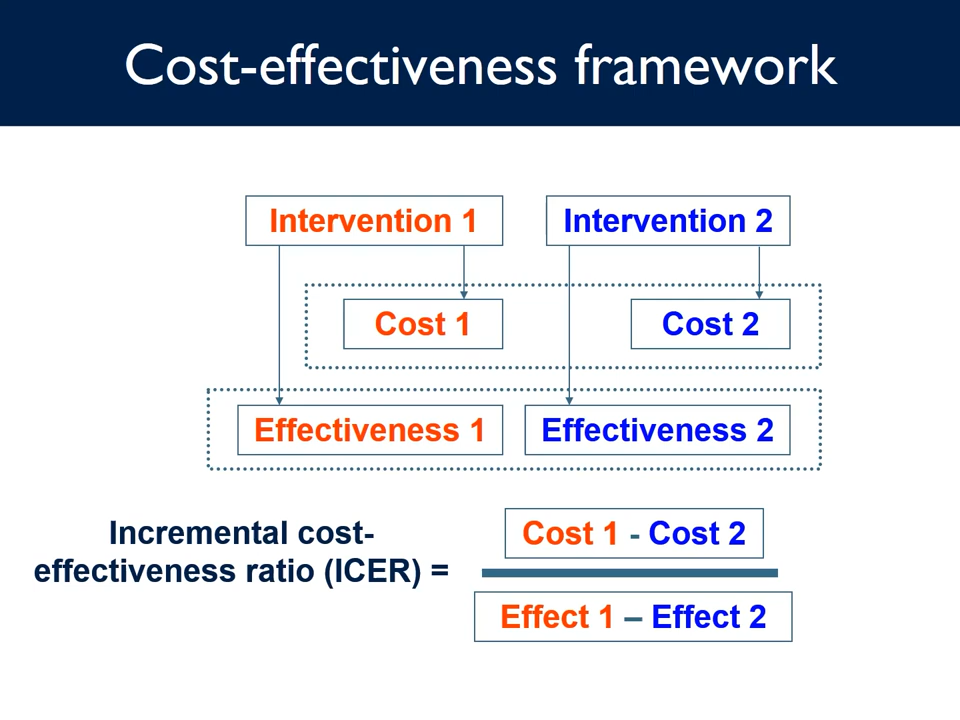 Cost-effectiveness framework
Intervention 1
Intervention 2
Cost 1
Cost 2
Effectiveness 1
Effectiveness 2
Incremental cost-
effectiveness ratio (ICER) =
Cost 1 - Cost 2
Effect 1 – Effect 2